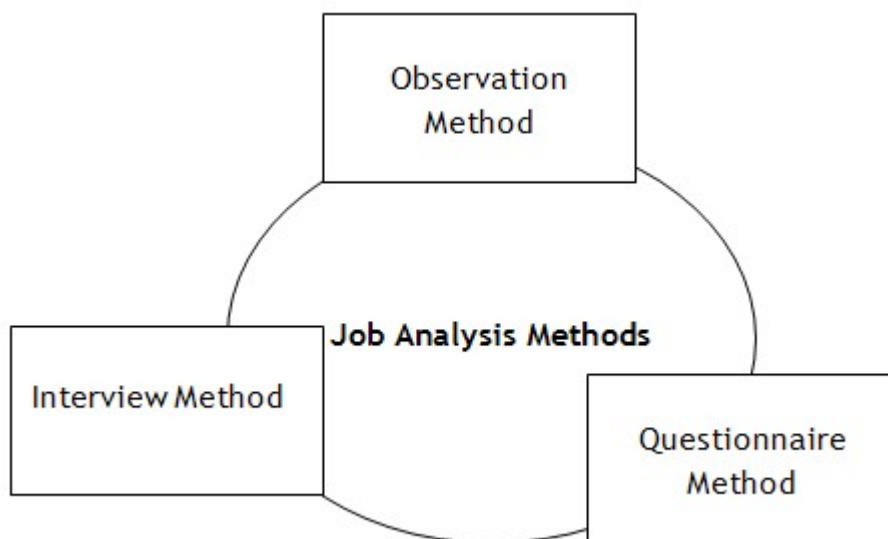 Observation
Method
Job Analysis Methods
Interview Method
Questionnaire
Method